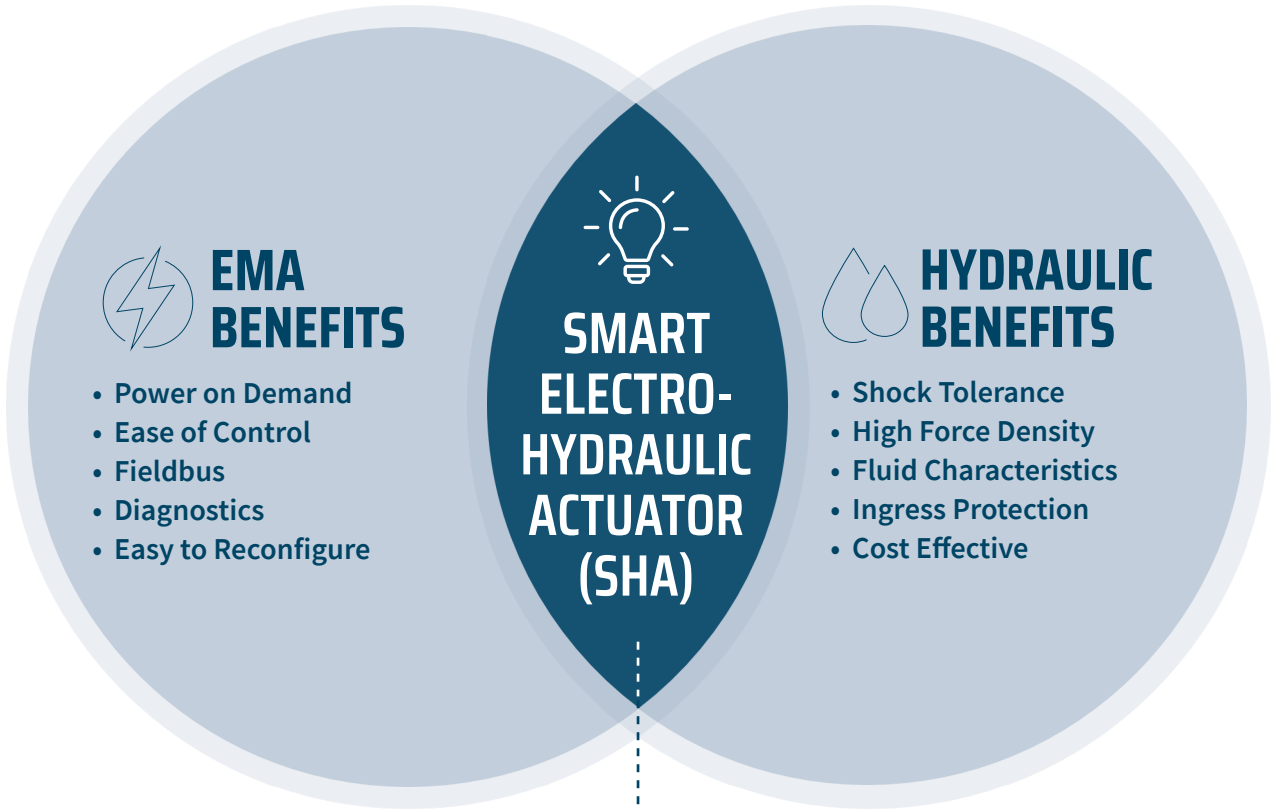 EMA
BENEFITS
• Power on Demand
• Ease of Control
• Fieldbus
• Diagnostics
• Easy to Reconfigure
SMART
ELECTRO-
HYDRAULIC
ACTUATOR
(SHA)
HYDRAULIC
BENEFITS
• Shock Tolerance
• High Force Density
• Fluid Characteristics
• Ingress Protection
• Cost Effective